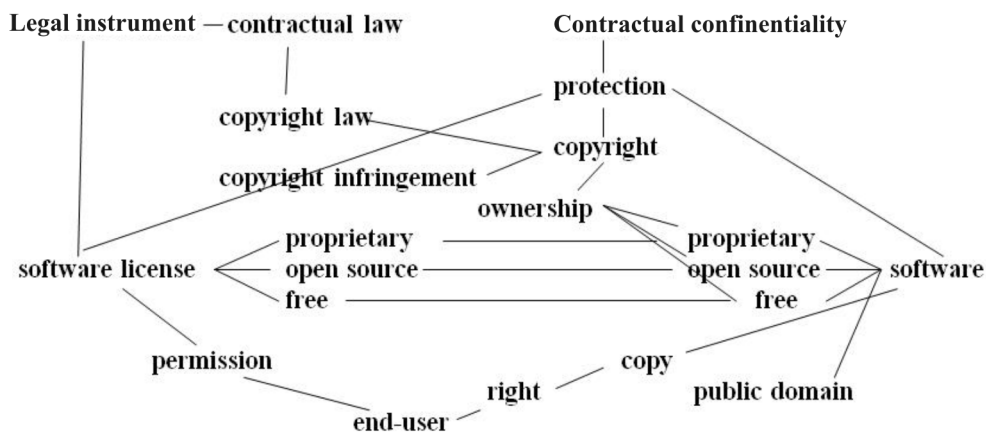 Legal instrument
contractual law
Contractual confinentiality
protection
copyright law
copyright
copyright infringement
ownership
proprietary
proprietary
software license
open source
open source
software
free
free
permission
copy
right
public domain
end-user